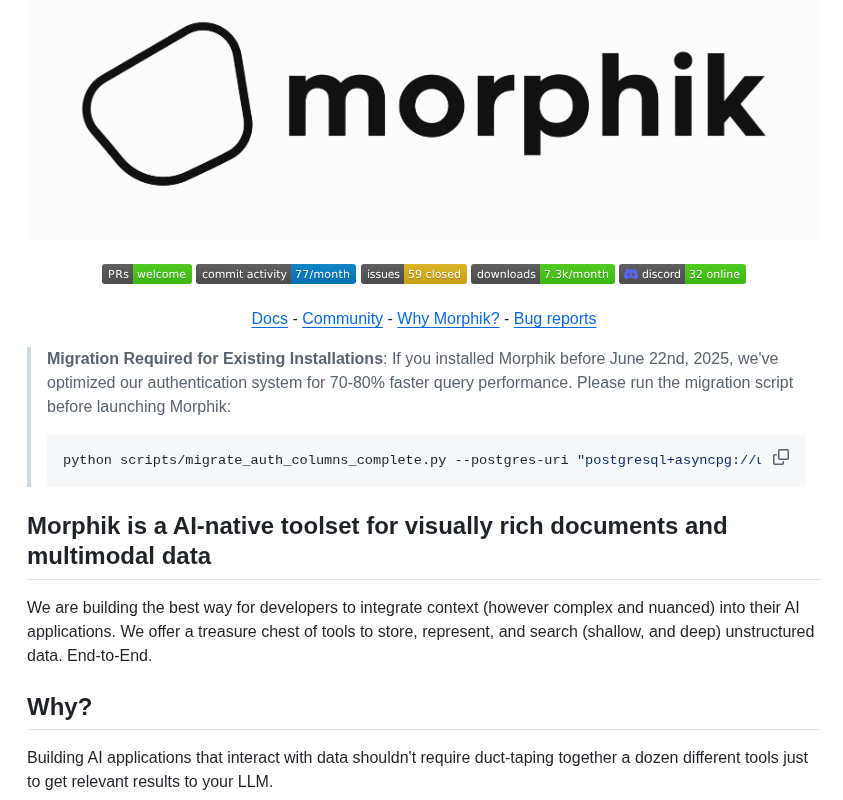 morphik
PRs welcome commit activity 77/month issues 59 closed downloads 7.3k/month discord 32 online
Docs - Community - Why Morphik? - Bug reports
Migration Required for Existing Installations: If you installed Morphik before June 22nd, 2025, we've
optimized our authentication system for 70-80% faster query performance. Please run the migration script
before launching Morphik:
python scripts/migrate_auth_columns_complete.py --postgres-uri "postgresql+asyncpg://
Morphik is a AI-native toolset for visually rich documents and
multimodal data
We are building the best way for developers to integrate context (however complex and nuanced) into their AI
applications. We offer a treasure chest of tools to store, represent, and search (shallow, and deep) unstructured
data. End-to-End.
Why?
Building AI applications that interact with data shouldn't require duct-taping together a dozen different tools just
to get relevant results to your LLM.